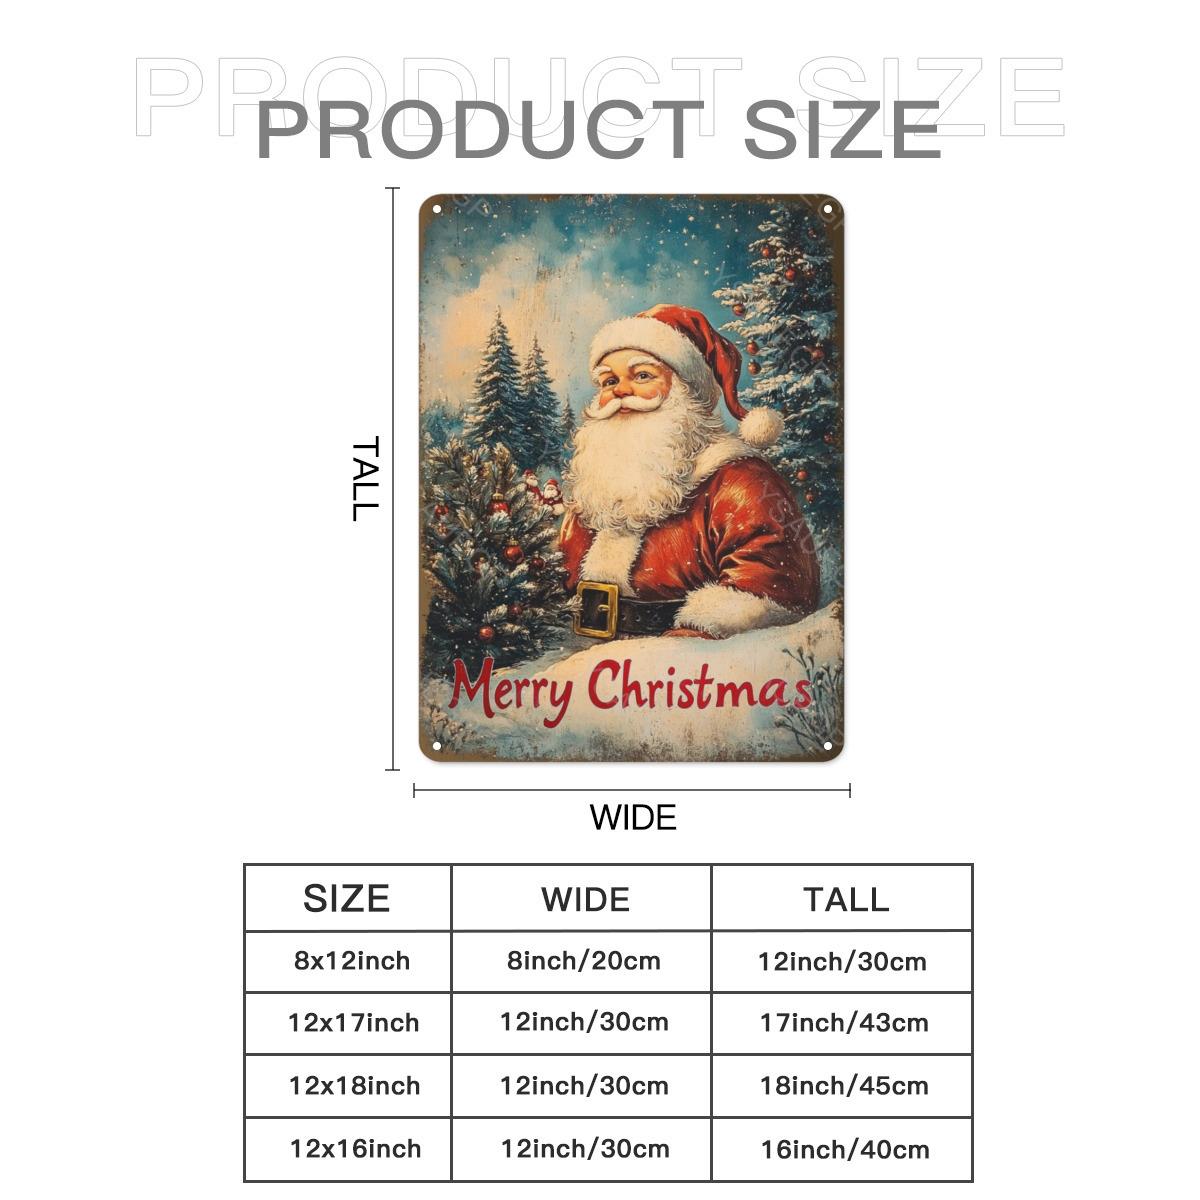 PRODUCT SIZE
PRODUCT SIZE
TALL
Merry Christmas
WIDE
SIZE WIDE TALL
8x12inch 8inch/20cm 12inch/30cm
12x17inch 12inch/30cm 17inch/43cm
12x18inch 12inch/30cm 18inch/45cm
12x16inch 12inch/30cm 16inch/40cm